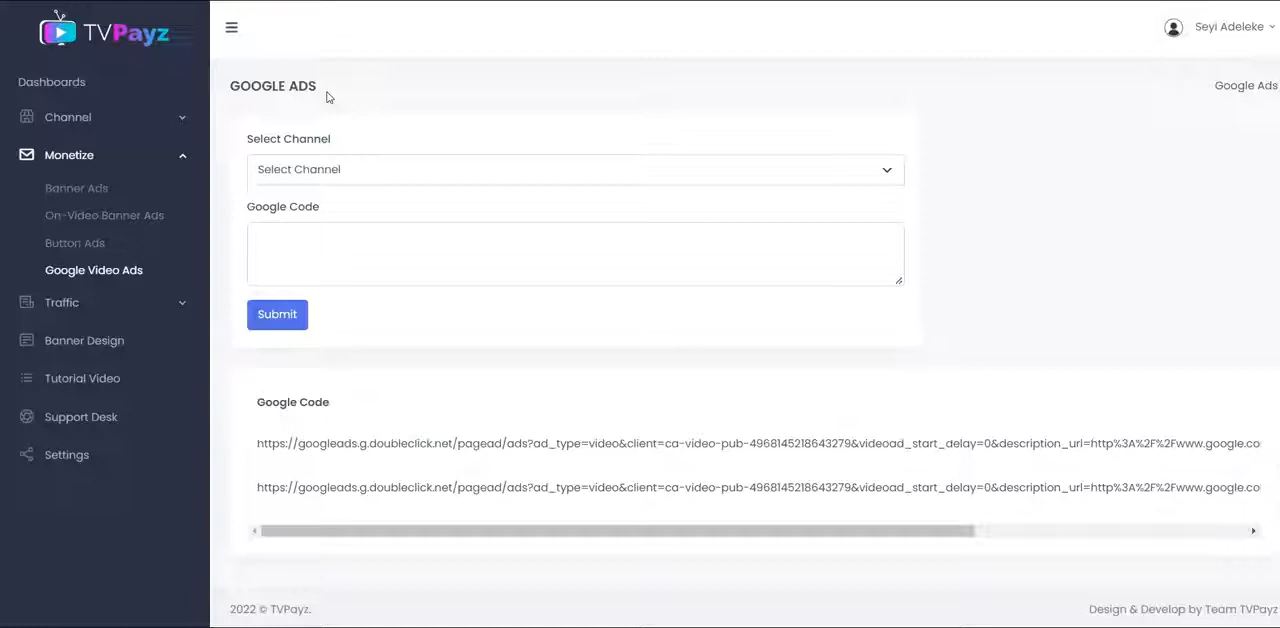 TVPayz
Seyi Adeleke
Dashboards
Channel
Monetize
Banner Ads
On-Video Banner Ads
Button Ads
Google Video Ads
Traffic
Banner Design
Tutorial Video
Support Desk
Settings
GOOGLE ADS
Google Ads
Select Channel
Select Channel
Google Code
Submit
Google Code
https://googleads.g.doubleclick.net/pagead/ads?ad_type=video&client=ca-video-pub-4968145218643279&videoad_start_delay=0&description_url=http%3A%2F%2Fwww.google.co
https://googleads.g.doubleclick.net/pagead/ads?ad_type=video&client=ca-video-pub-4968145218643279&videoad_start_delay=0&description_url=http%3A%2F%2Fwww.google.co
2022 © TVPayz.
Design & Develop by Team TVPayz